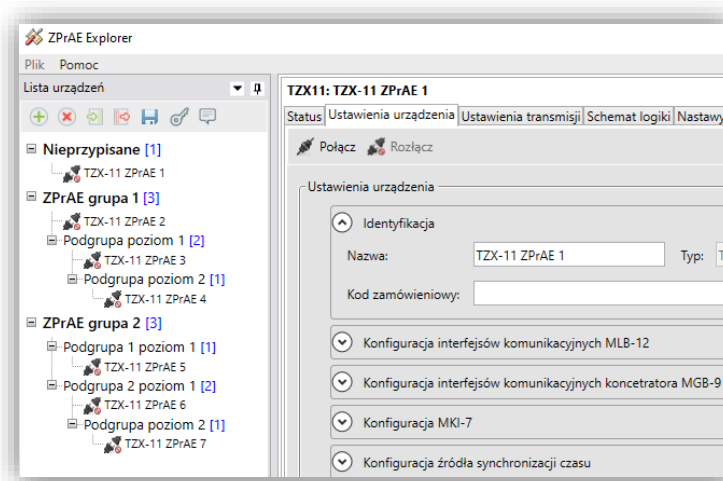 ZPrAE Explorer
Plik Pomoc
Lista urządzeń
Nieprzypisane [1]
TZX-11 ZPrAE 1
ZPrAE grupa 1 [3]
TZX-11 ZPrAE 2
Podgrupa poziom 1 [2]
TZX-11 ZPrAE 3
Podgrupa poziom 2 [1]
TZX-11 ZPrAE 4
ZPrAE grupa 2 [3]
Podgrupa 1 poziom 1 [1]
TZX-11 ZPrAE 5
Podgrupa 2 poziom 1 [2]
TZX-11 ZPrAE 6
Podgrupa poziom 2 [1]
TZX-11 ZPrAE 7
TZX11: TZX-11 ZPrAE 1
Status Ustawienia urządzenia Ustawienia transmisji Schemat logiki Nastawy
Połącz Rozłącz
Ustawienia urządzenia
Identyfikacja
Nazwa: TZX-11 ZPrAE 1 Typ: T
Kod zamówieniowy:
Konfiguracja interfejsów komunikacyjnych MLB-12
Konfiguracja interfejsów komunikacyjnych koncetratora MGB-9
Konfiguracja MKI-7
Konfiguracja źródła synchronizacji czasu